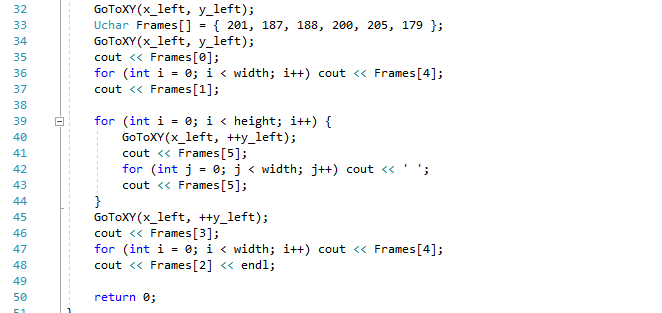 32 GoToXY(x_left, y_left);
33 Uchar Frames[] = { 201, 187, 188, 200, 205, 179 };
34 GoToXY(x_left, y_left);
35 cout << Frames[0];
36 for (int i = 0; i < width; i++) cout << Frames[4];
37 cout << Frames[1];
38
39 for (int i = 0; i < height; i++) {
40 GoToXY(x_left, ++y_left);
41 cout << Frames[5];
42 for (int j = 0; j < width; j++) cout << ' ';
43 cout << Frames[5];
44 }
45 GoToXY(x_left, ++y_left);
46 cout << Frames[3];
47 for (int i = 0; i < width; i++) cout << Frames[4];
48 cout << Frames[2] << endl;
49
50 return 0;
51 }